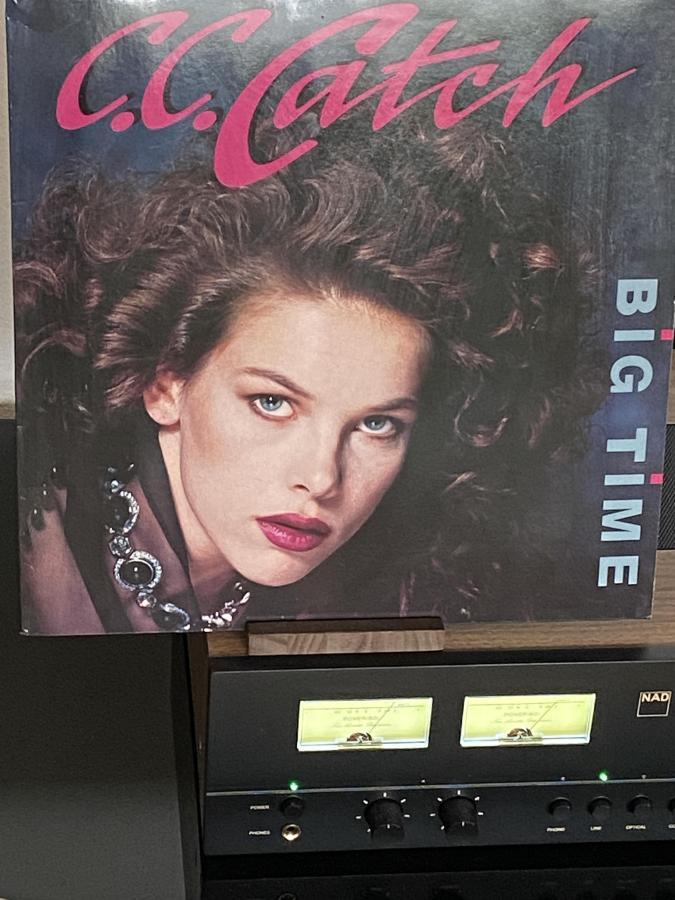 C.C.Catch
BiG TiME
NAD
POWER
PHONES
PHONO
LINE
OPTICAL